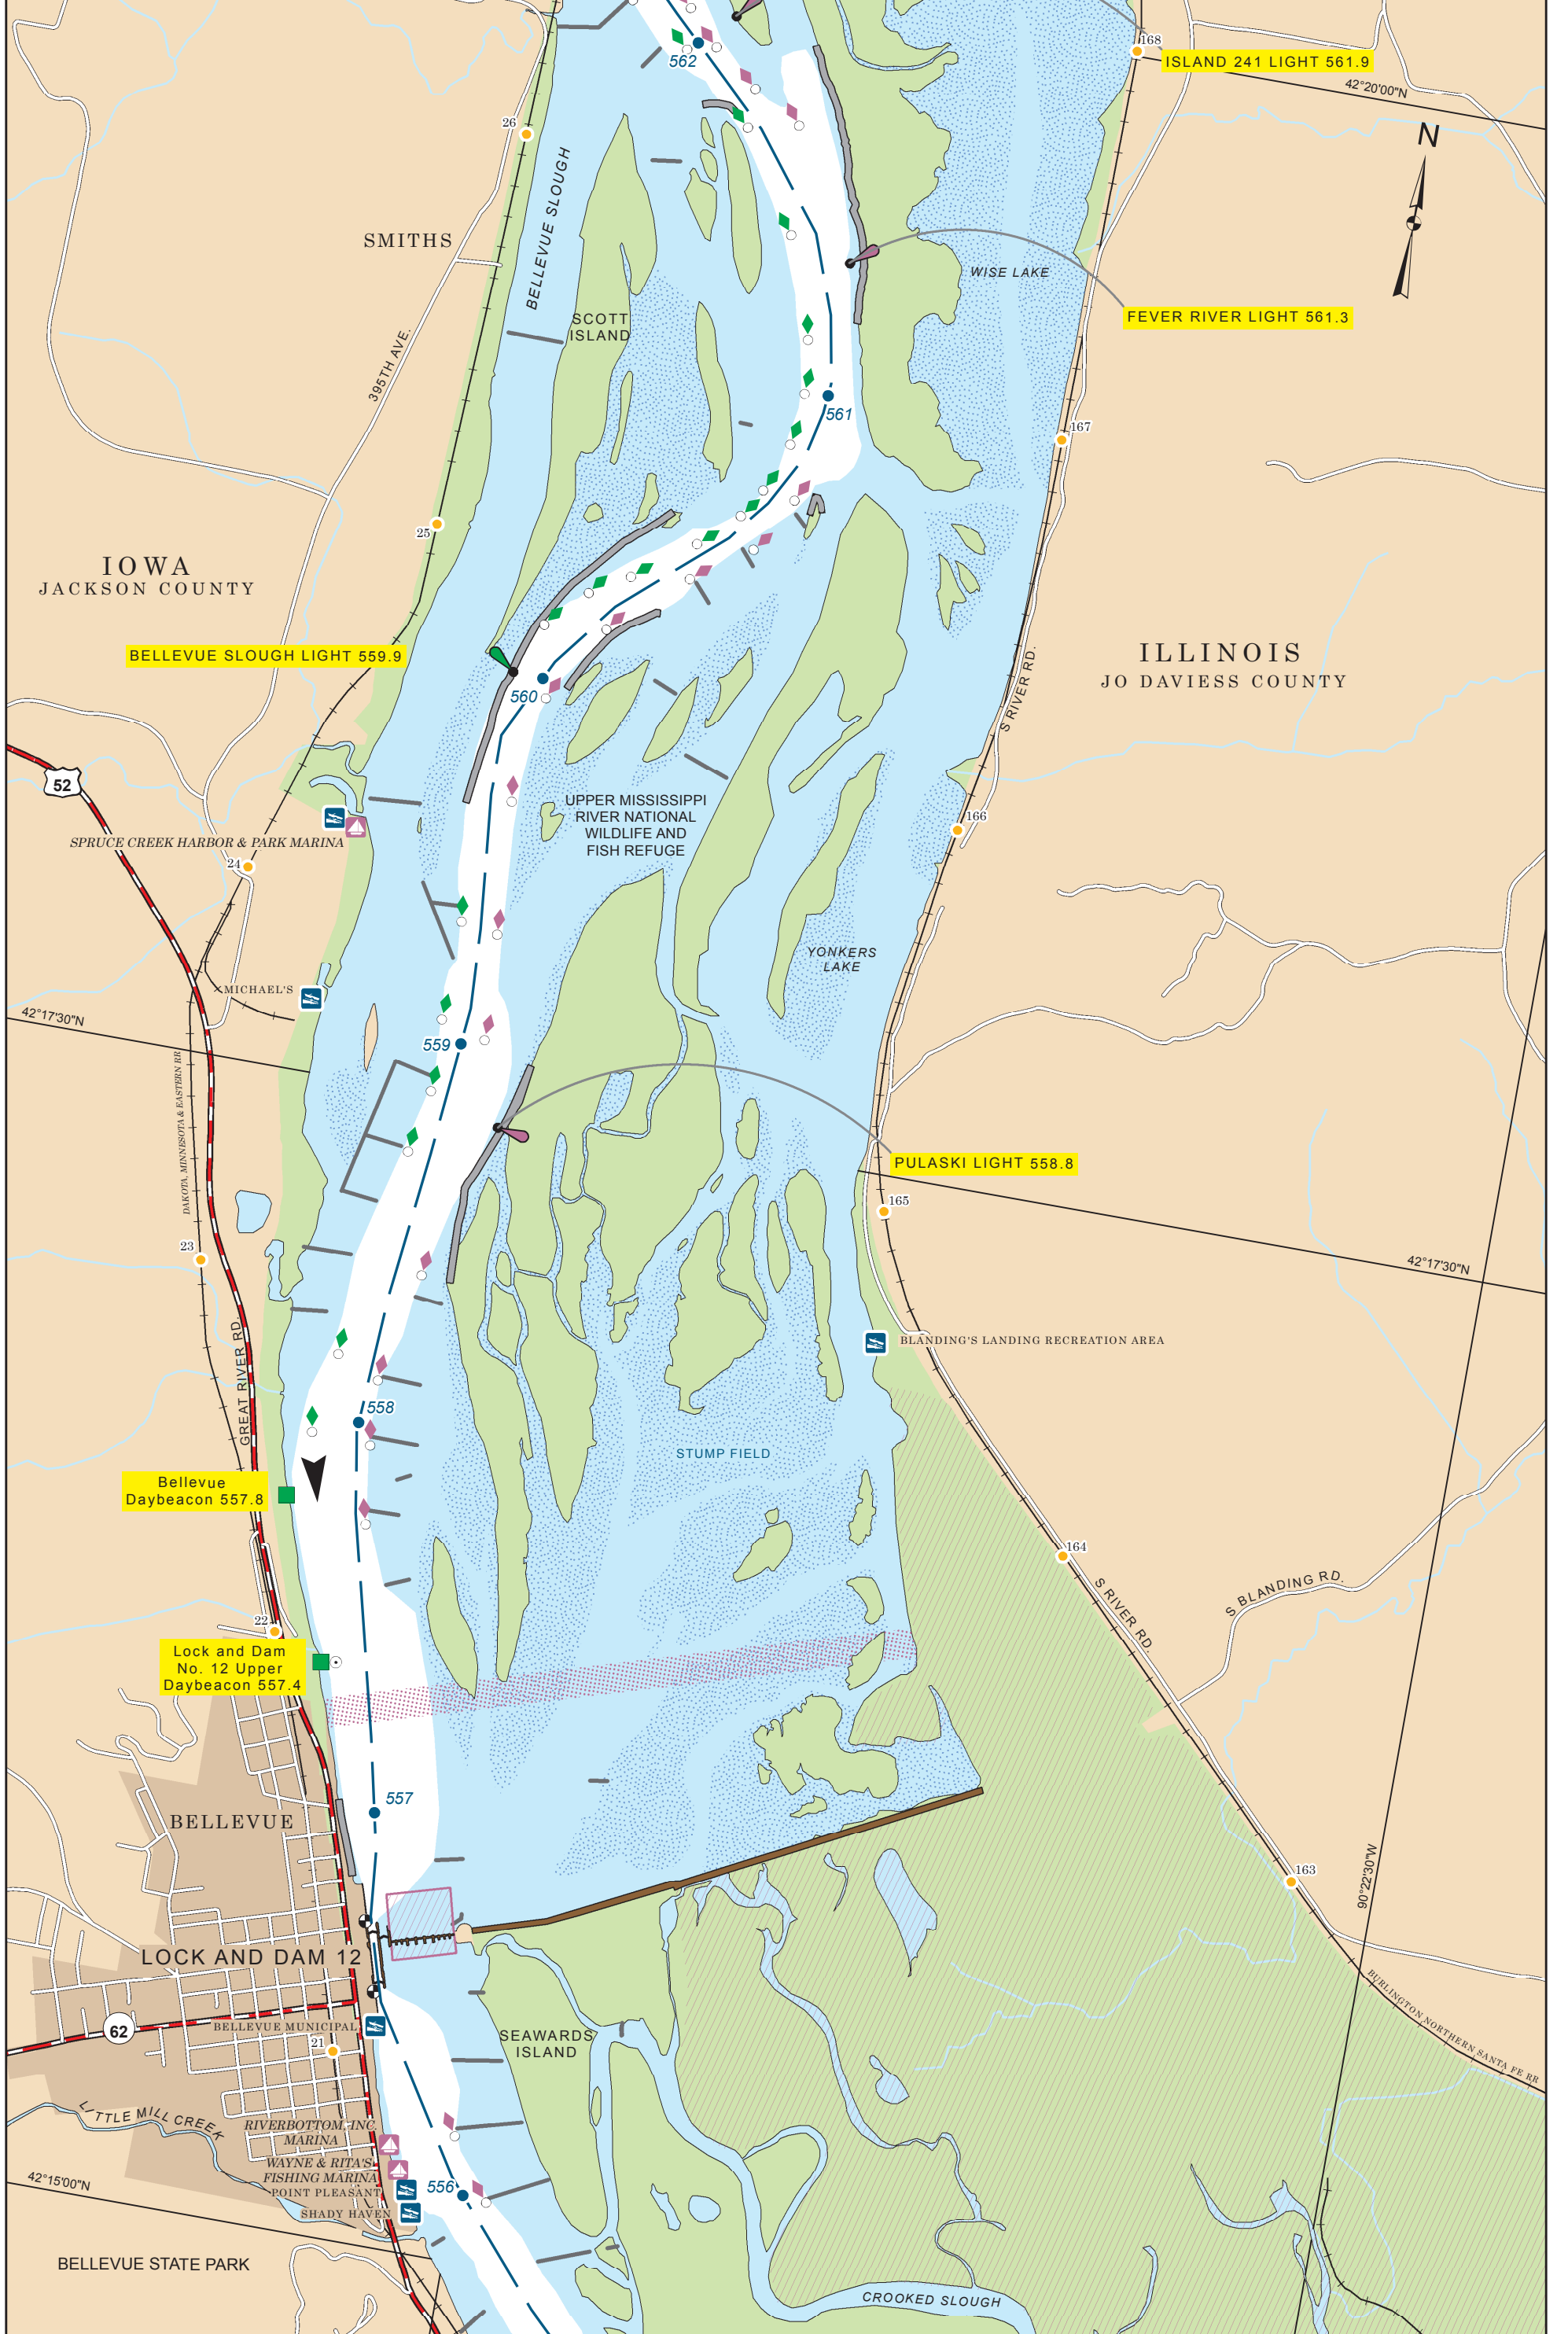 562
168
ISLAND 241 LIGHT 561.9
42°20'00"N
26
N
BELLEVUE SLOUGH
SMITHS
WISE LAKE
SCOTT
ISLAND
FEVER RIVER LIGHT 561.3
395TH AVE.
561
167
25
IOWA
JACKSON COUNTY
BELLEVUE SLOUGH LIGHT 559.9
ILLINOIS
JO DAVIESS COUNTY
S RIVER RD.
560
52
UPPER MISSISSIPPI
RIVER NATIONAL
WILDLIFE AND
FISH REFUGE
166
SPRUCE CREEK HARBOR & PARK MARINA
24
YONKERS
LAKE
MICHAEL'S
42°17'30"N
559
DAKOTA, MINNESOTA & EASTERN RR
PULASKI LIGHT 558.8
165
23
42°17'30"N
GREAT RIVER RD.
BLANDING'S LANDING RECREATION AREA
558
STUMP FIELD
Bellevue
Daybeacon 557.8
164
S RIVER RD.
S BLANDING RD.
22
Lock and Dam
No. 12 Upper
Daybeacon 557.4
557
BELLEVUE
163
90°22'30"W
LOCK AND DAM 12
BURLINGTON NORTHERN SANTA FE RR
62
BELLEVUE MUNICIPAL
21
SEAWARDS
ISLAND
LITTLE MILL CREEK
RIVERBOTTOM, INC.
MARINA
WAYNE & RITA'S
FISHING MARINA
POINT PLEASANT
556
42°15'00"N
SHADY HAVEN
BELLEVUE STATE PARK
CROOKED SLOUGH